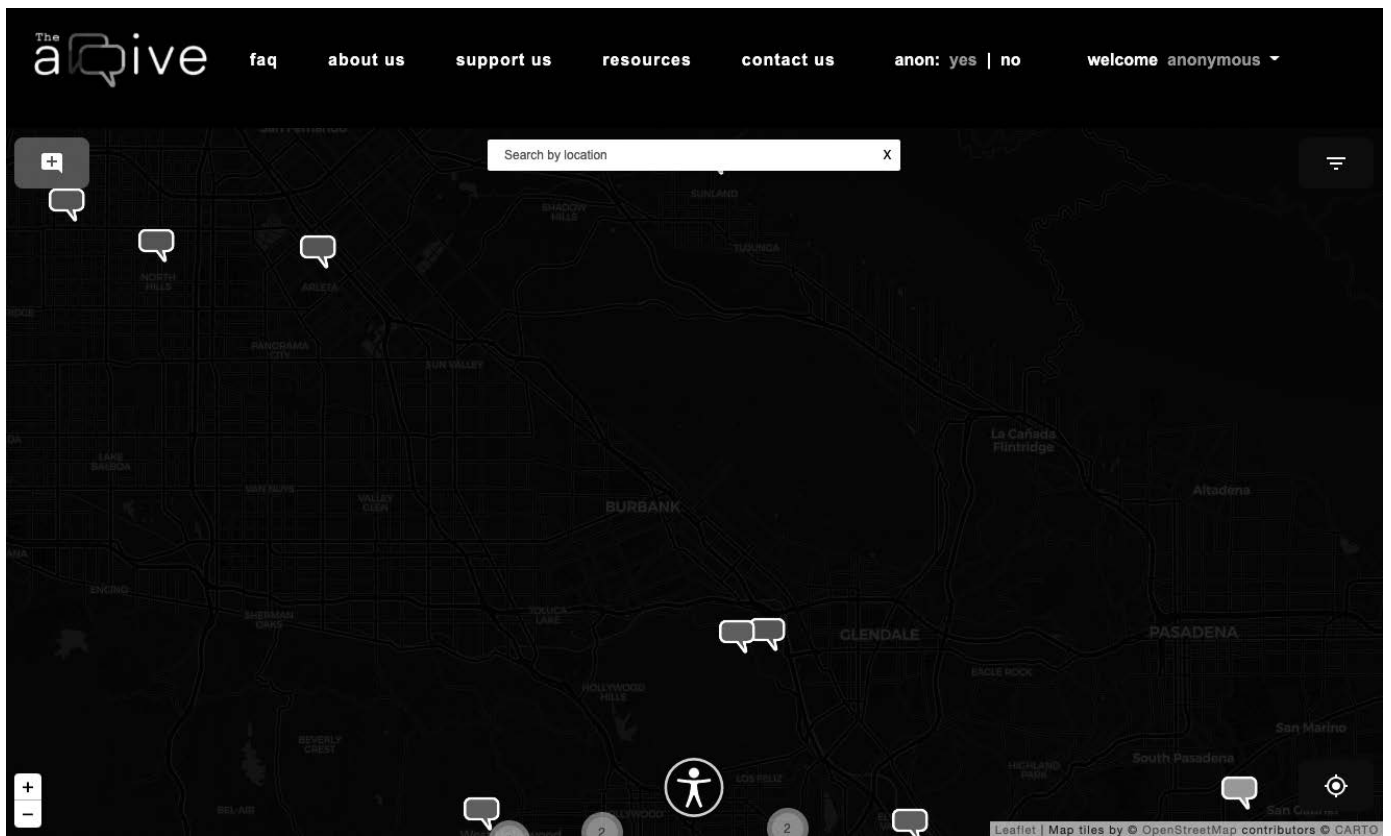 The
a ive
faq about us support us resources contact us anon: yes | no welcome anonymous
San Fernando
Search by location X
SUNLAND
SHADOW
HILLS
TUJUNGA
NORTH
HILLS
ARLETA
PANORAMA
CITY
SUN VALLEY
La Cañada
Flintridge
LAKE
BALBOA
VAN NUYS
VALLEY
GLEN
Altadena
BURBANK
ENCINO
SHERMAN
OAKS
TOLUCA
LAKE
GLENDALE
PASADENA
EAGLE ROCK
HOLLYWOOD
HILLS
San Marino
BEVERLY
CREST
South Pasadena
HIGHLAND
PARK
LOS FELIZ
+
−
BEL-AIR
2
2
Leaflet | Map tiles by © OpenStreetMap contributors © CARTO